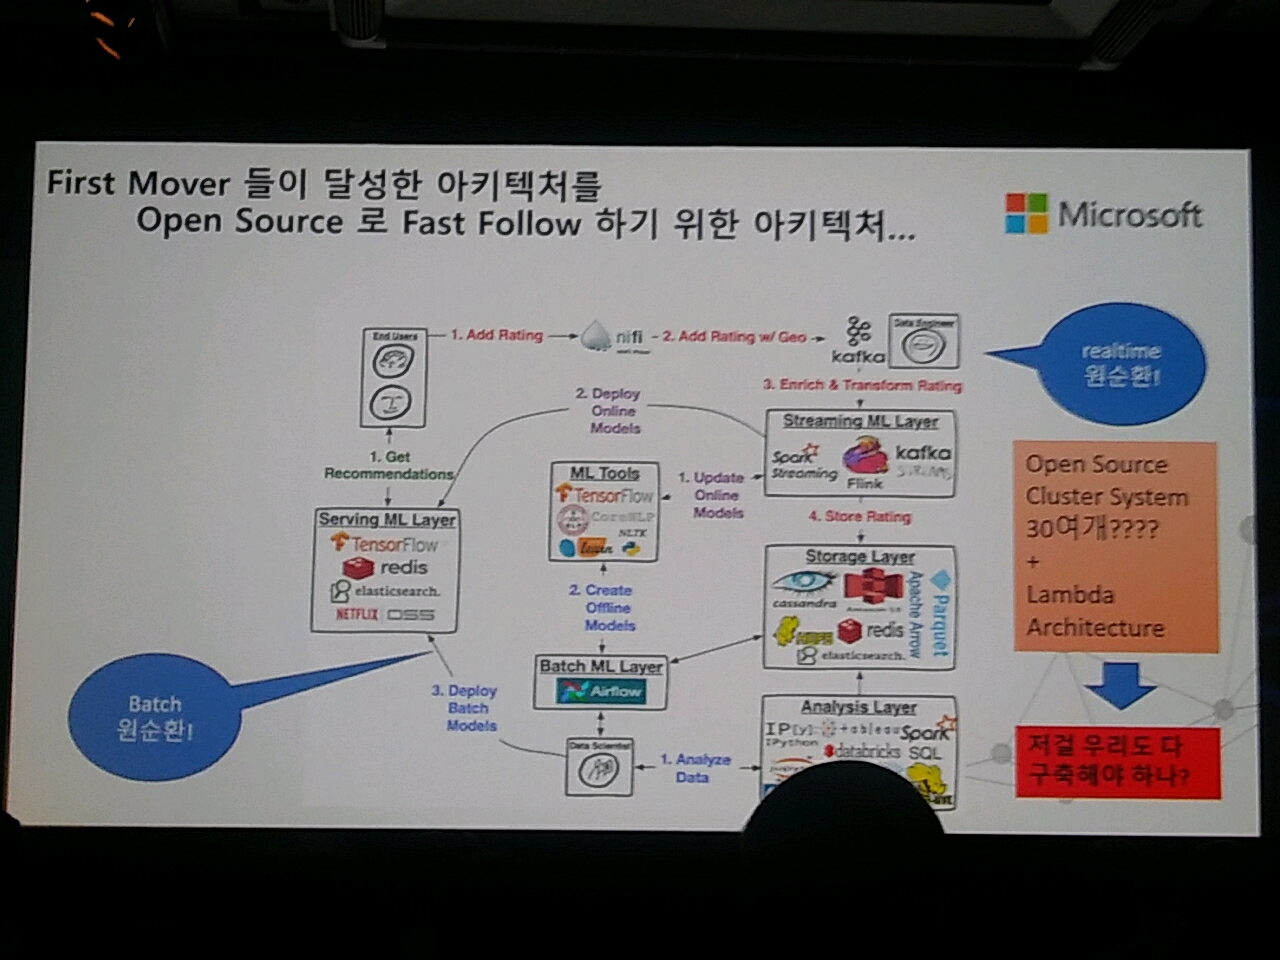 First Mover 들이 달성한 아키텍처를
Open Source 로 Fast Follow 하기 위한 아키텍처...
Microsoft
End Users
1. Add Rating
nifi
2. Add Rating w/ Geo
kafka
Data Engineer
realtime
원순환!
3. Enrich & Transform Rating
2. Deploy
Online
Models
Streaming ML Layer
Spark
Streaming
Flink
kafka
STREAMS
1. Get
Recommendations
ML Tools
TensorFlow
CoreNLP
NLTK
learn
1. Update
Online
Models
4. Store Rating
Open Source
Cluster System
30여개????
+
Lambda
Architecture
Serving ML Layer
TensorFlow
redis
elasticsearch.
NETFLIX OSS
Storage Layer
cassandra
Amazon S3
redis
elasticsearch.
Apache Arrow
Parquet
2. Create
Offline
Models
Batch ML Layer
Airflow
Batch
원순환!
3. Deploy
Batch
Models
Data Scientist
1. Analyze
Data
Analysis Layer
IP[y]:
IPython
+ableau
Spark
databricks
SQL
저걸 우리도 다
구축해야 하나?